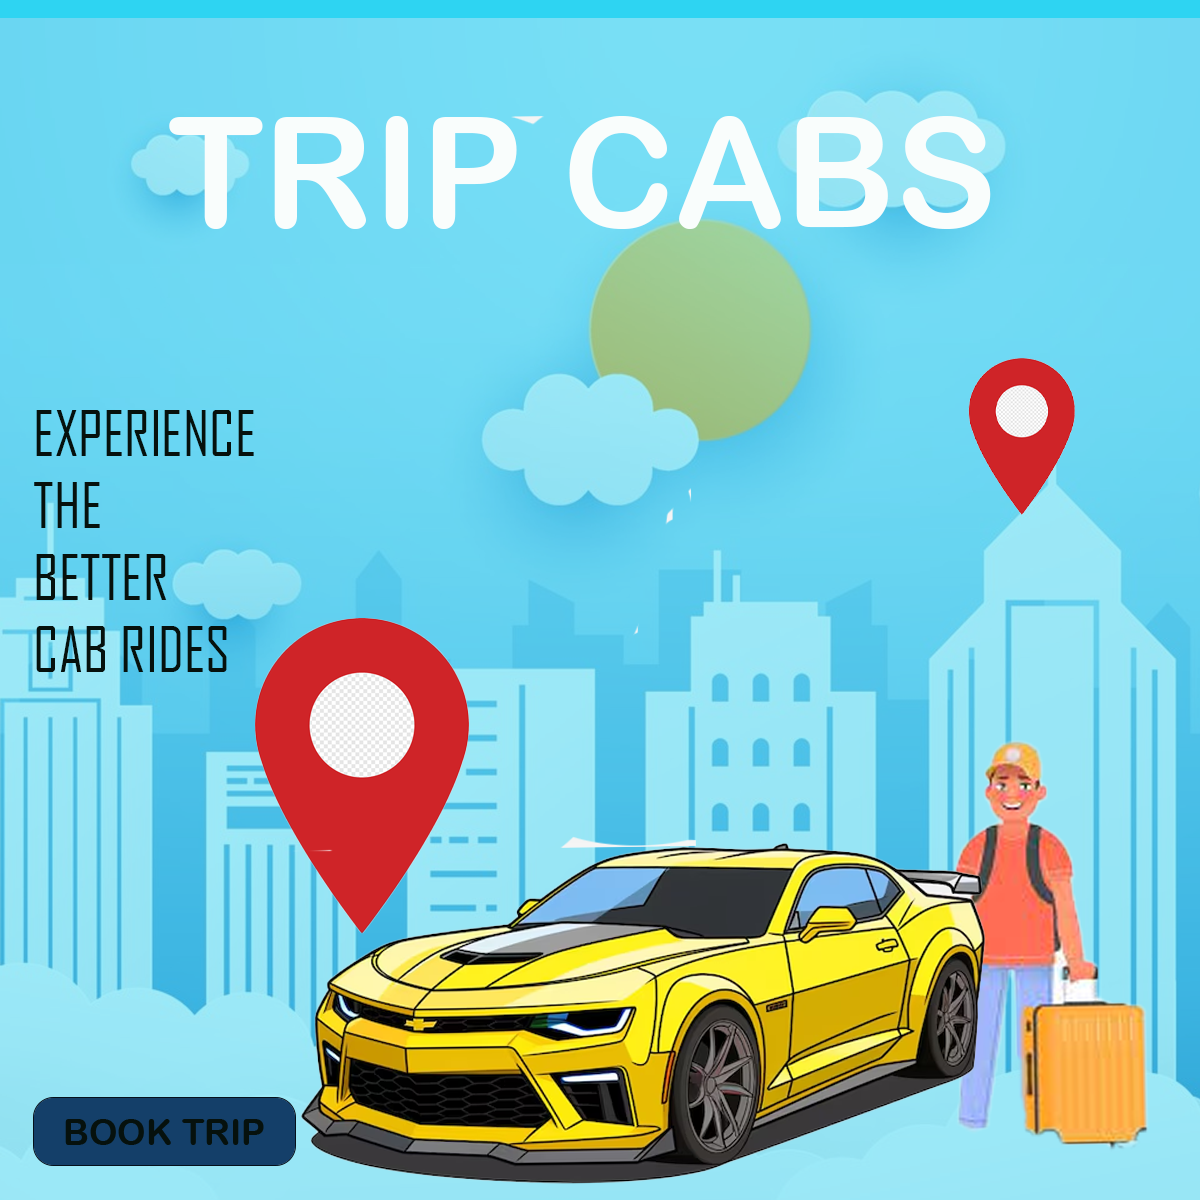 TRIP CABS
EXPERIENCE
THE
BETTER
CAB RIDES
BOOK TRIP